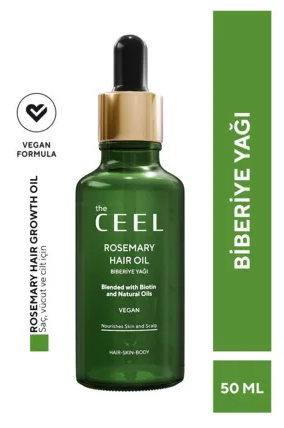 VEGAN
FORMULA
ROSEMARY HAIR GROWTH OIL
Saç, vücut ve cilt için
the
CEEL
ROSEMARY
HAIR OIL
BİBERİYE YAĞI
Blended with Biotin
and Natural Oils
VEGAN
Nourishes Skin and Scalp
HAIR-SKIN-BODY
BİBERİYE YAĞI
50 ML